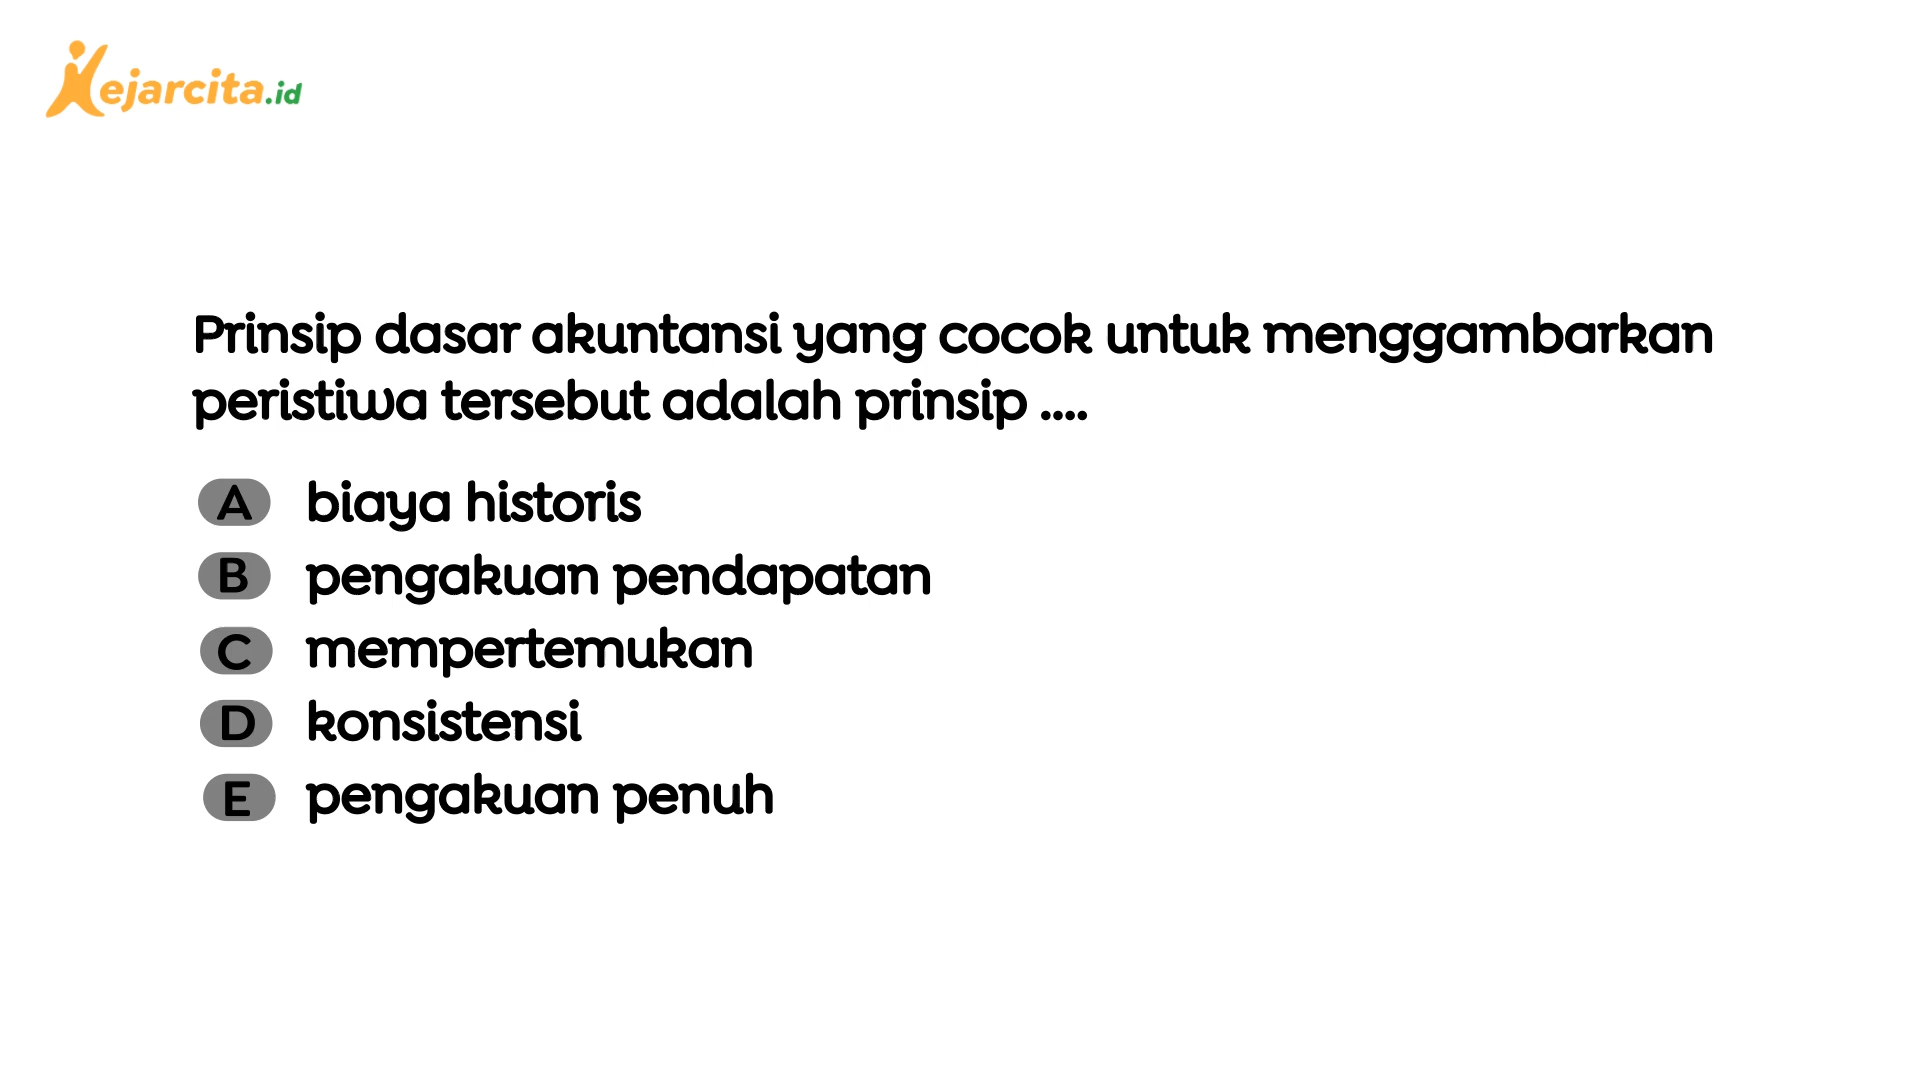 Kejarcita.id
Prinsip dasar akuntansi yang cocok untuk menggambarkan
peristiwa tersebut adalah prinsip ....
A biaya historis
B pengakuan pendapatan
C mempertemukan
D konsistensi
E pengakuan penuh